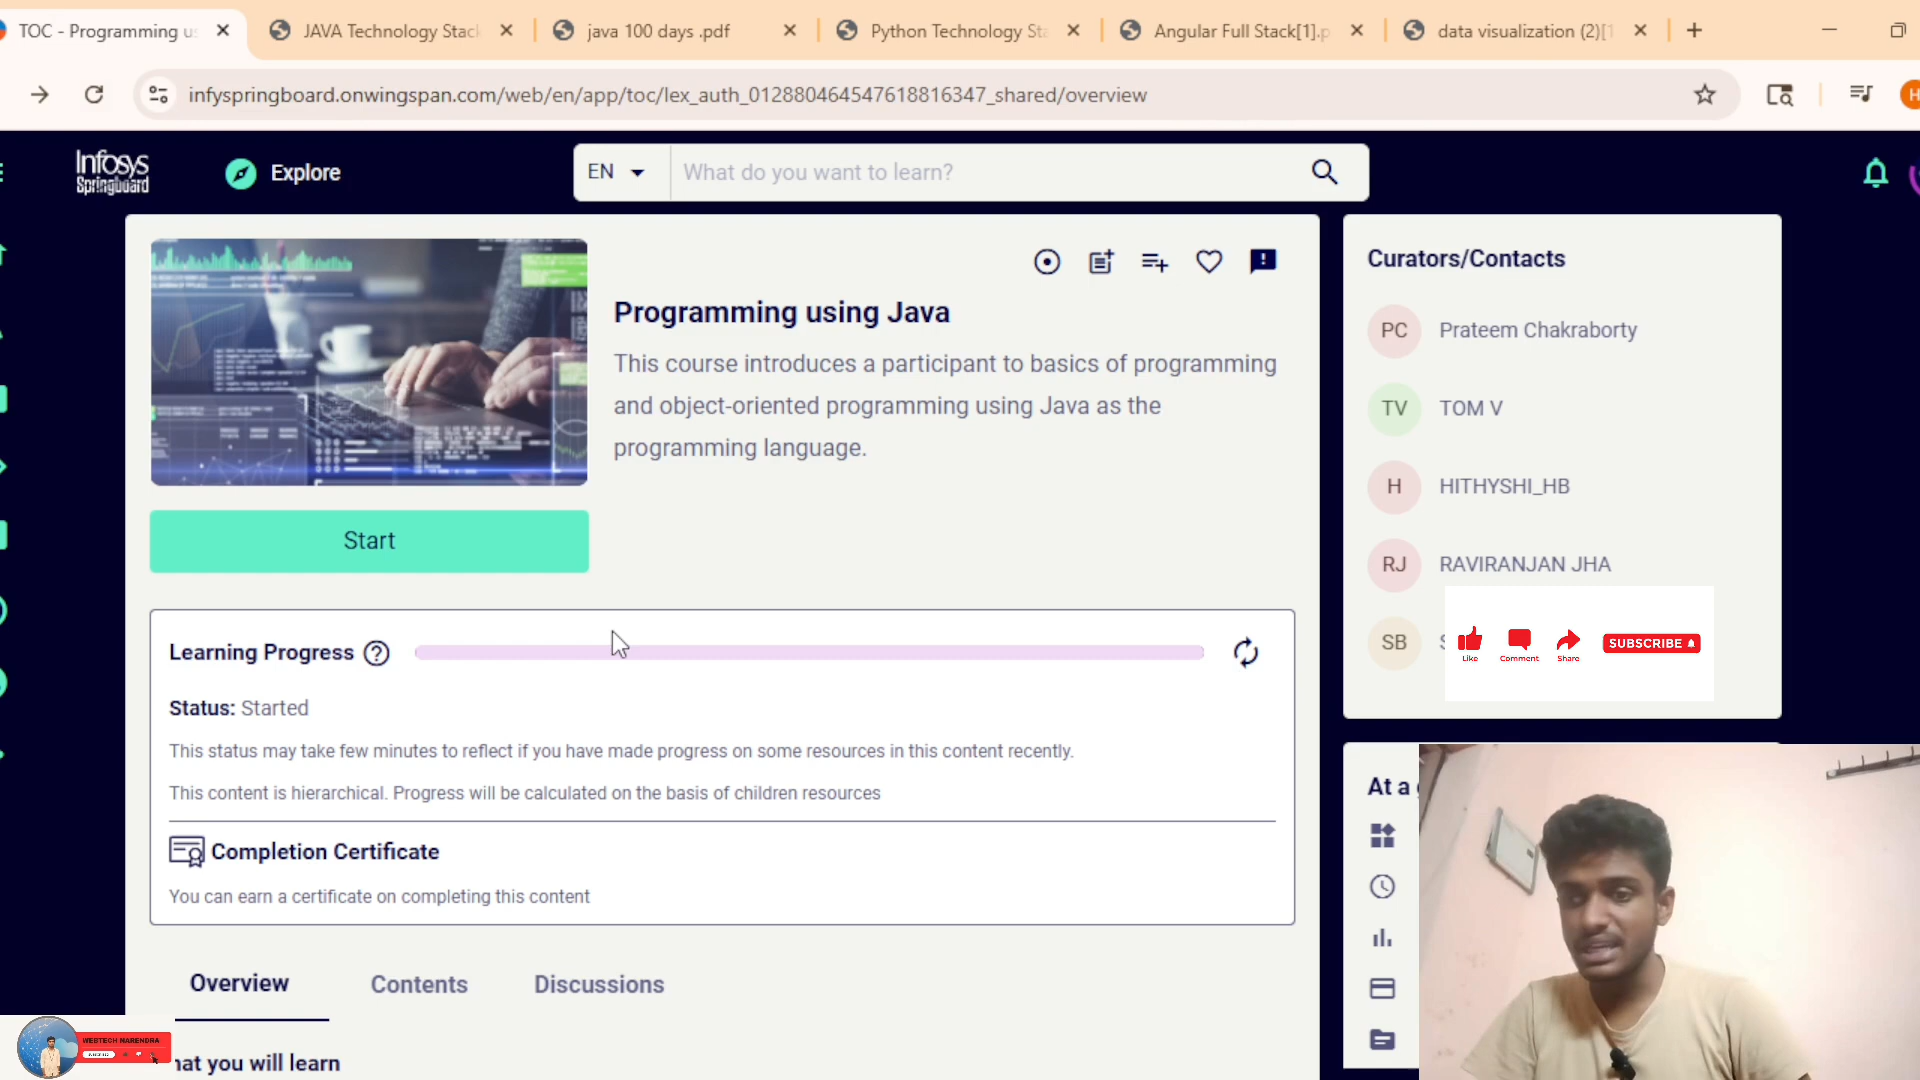 TOC - Programming us
JAVA Technology Stack
java 100 days .pdf
Python Technology Sta
Angular Full Stack[1].p
data visualization (2)[1
infyspringboard.onwingspan.com/web/en/app/toc/lex_auth_012880464547618816347_shared/overview
H
Infosys
Springboard
Explore
EN
What do you want to learn?
Programming using Java
This course introduces a participant to basics of programming
and object-oriented programming using Java as the
programming language.
Start
Learning Progress ?
Status: Started
This status may take few minutes to reflect if you have made progress on some resources in this content recently.
This content is hierarchical. Progress will be calculated on the basis of children resources
Completion Certificate
You can earn a certificate on completing this content
Overview
Contents
Discussions
hat you will learn
Curators/Contacts
PC Prateem Chakraborty
TV TOM V
H HITHYSHI_HB
RJ RAVIRANJAN JHA
SB S
Like
Comment
Share
SUBSCRIBE
At a
WEBTECH NARENDRA